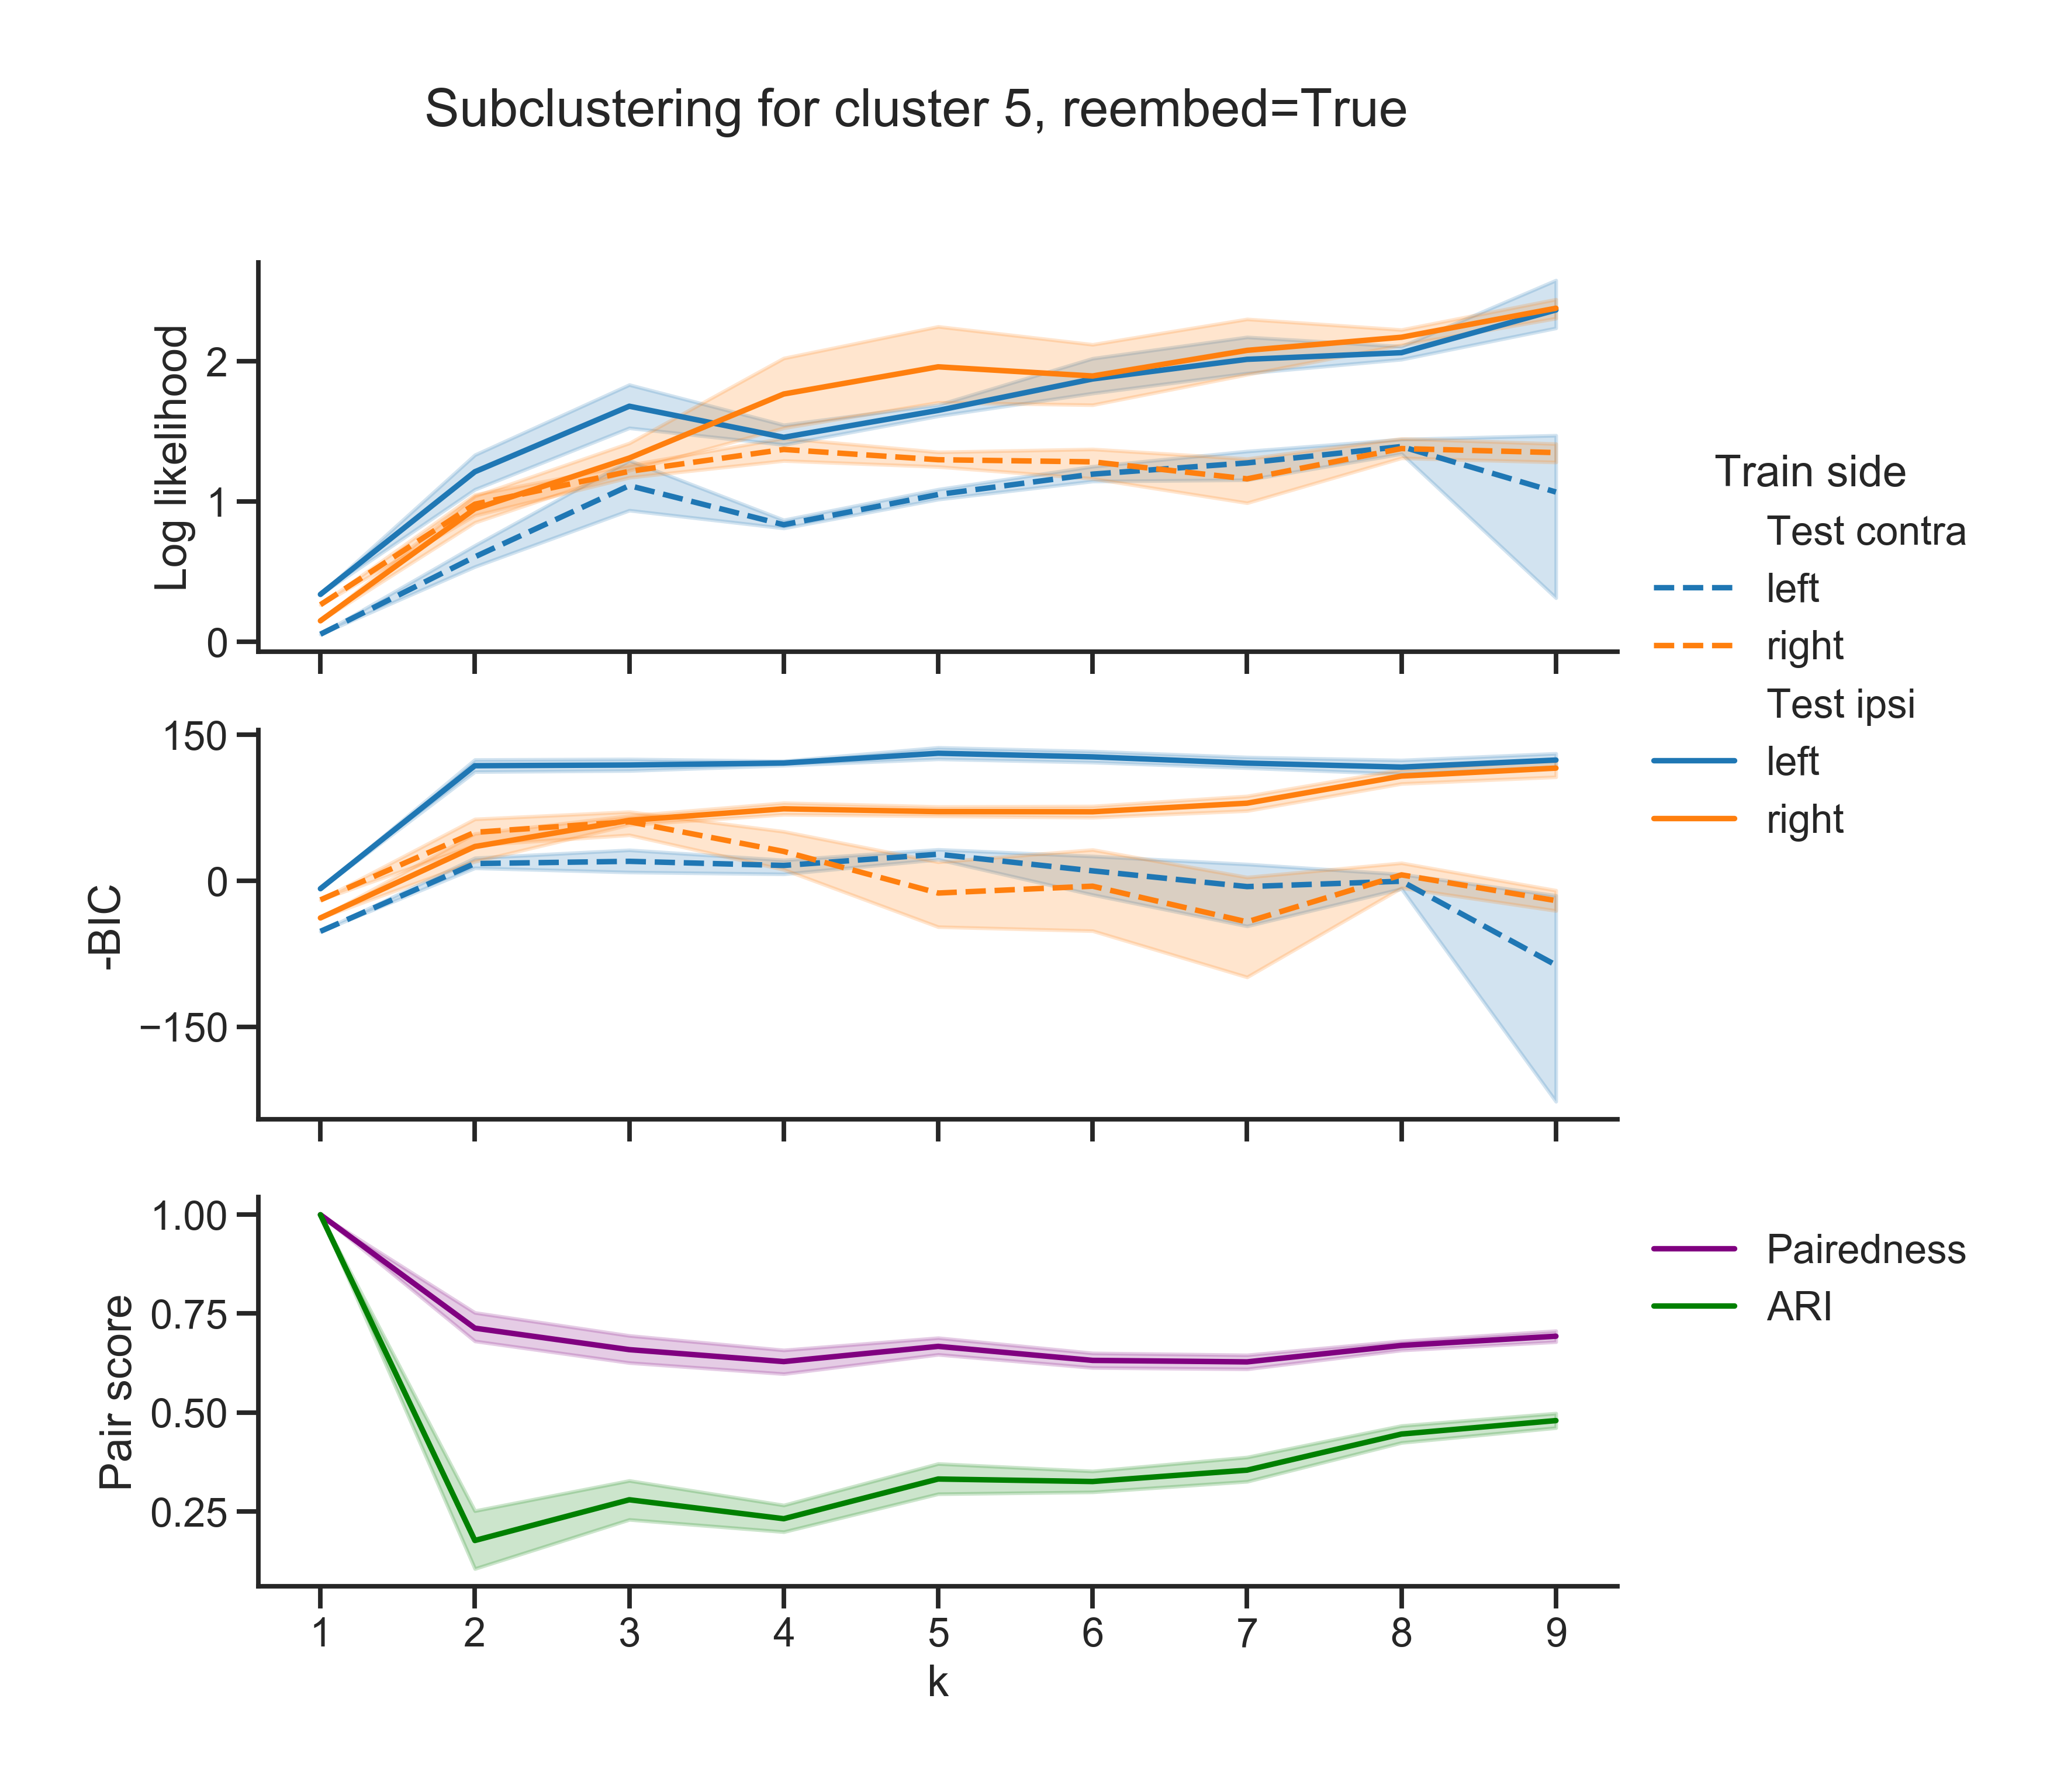 Subclustering for cluster 5, reembed=True
Log likelihood
2
1
0
Train side
Test contra
left
right
Test ipsi
left
right
-BIC
150
0
−150
Pair score
1.00
0.75
0.50
0.25
Pairedness
ARI
1 2 3 4 5 6 7 8 9
k